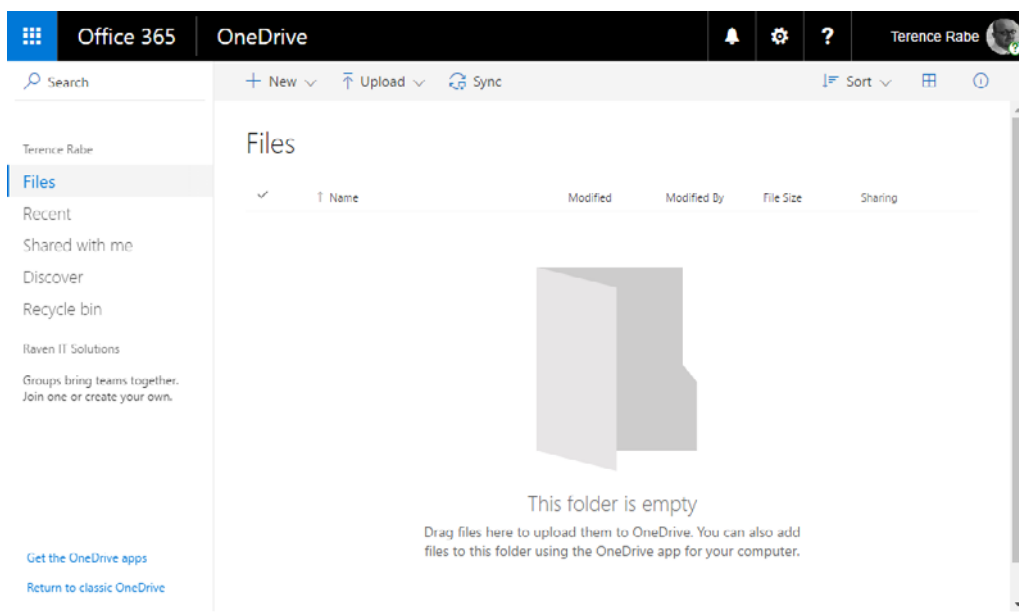 Office 365 OneDrive ? Terence Rabe ?
Search
New Upload Sync Sort
Terence Rabe
Files
Recent
Shared with me
Discover
Recycle bin
Raven IT Solutions
Groups bring teams together.
Join one or create your own.
Get the OneDrive apps
Return to classic OneDrive
Files
Name Modified Modified By File Size Sharing
This folder is empty
Drag files here to upload them to OneDrive. You can also add
files to this folder using the OneDrive app for your computer.